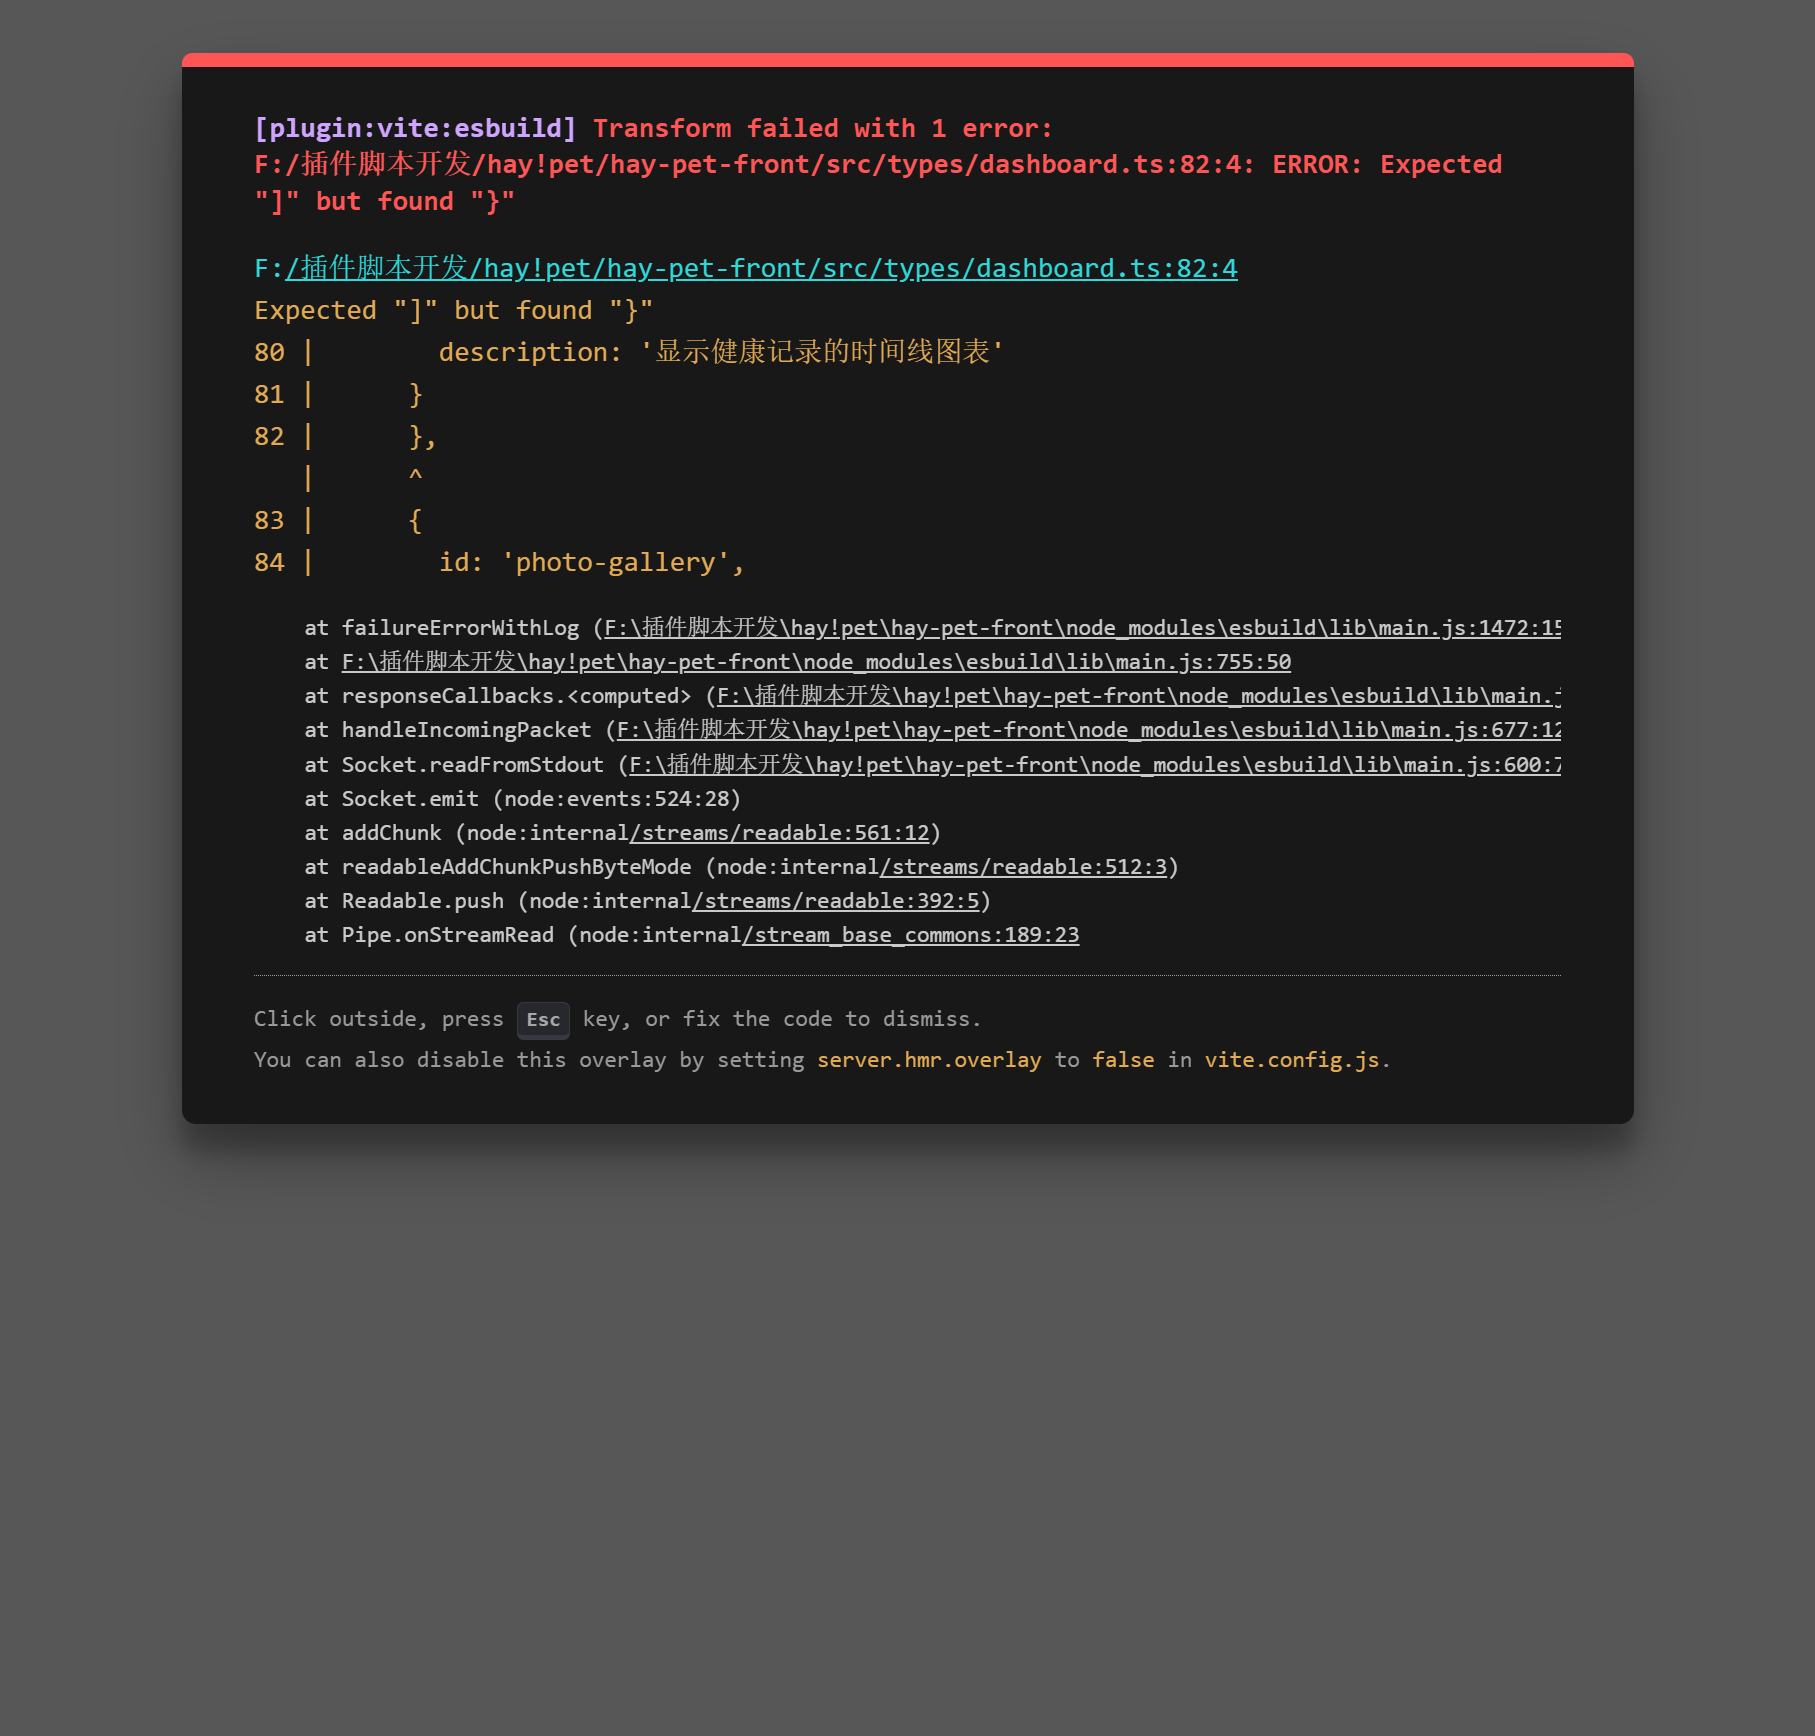 [plugin:vite:esbuild] Transform failed with 1 error:
F:/插件脚本开发/hay!pet/hay-pet-front/src/types/dashboard.ts:82:4: ERROR: Expected
"]" but found "}"
F:/插件脚本开发/hay!pet/hay-pet-front/src/types/dashboard.ts:82:4
Expected "]" but found "}"
80 |        description: '显示健康记录的时间线图表'
81 |      }
82 |      },
   |      ^
83 |      {
84 |        id: 'photo-gallery',
at failureErrorWithLog (F:\插件脚本开发\hay!pet\hay-pet-front\node_modules\esbuild\lib\main.js:1472:15
at F:\插件脚本开发\hay!pet\hay-pet-front\node_modules\esbuild\lib\main.js:755:50
at responseCallbacks.<computed> (F:\插件脚本开发\hay!pet\hay-pet-front\node_modules\esbuild\lib\main.j
at handleIncomingPacket (F:\插件脚本开发\hay!pet\hay-pet-front\node_modules\esbuild\lib\main.js:677:12
at Socket.readFromStdout (F:\插件脚本开发\hay!pet\hay-pet-front\node_modules\esbuild\lib\main.js:600:7
at Socket.emit (node:events:524:28)
at addChunk (node:internal/streams/readable:561:12)
at readableAddChunkPushByteMode (node:internal/streams/readable:512:3)
at Readable.push (node:internal/streams/readable:392:5)
at Pipe.onStreamRead (node:internal/stream_base_commons:189:23
Click outside, press Esc key, or fix the code to dismiss.
You can also disable this overlay by setting server.hmr.overlay to false in vite.config.js.